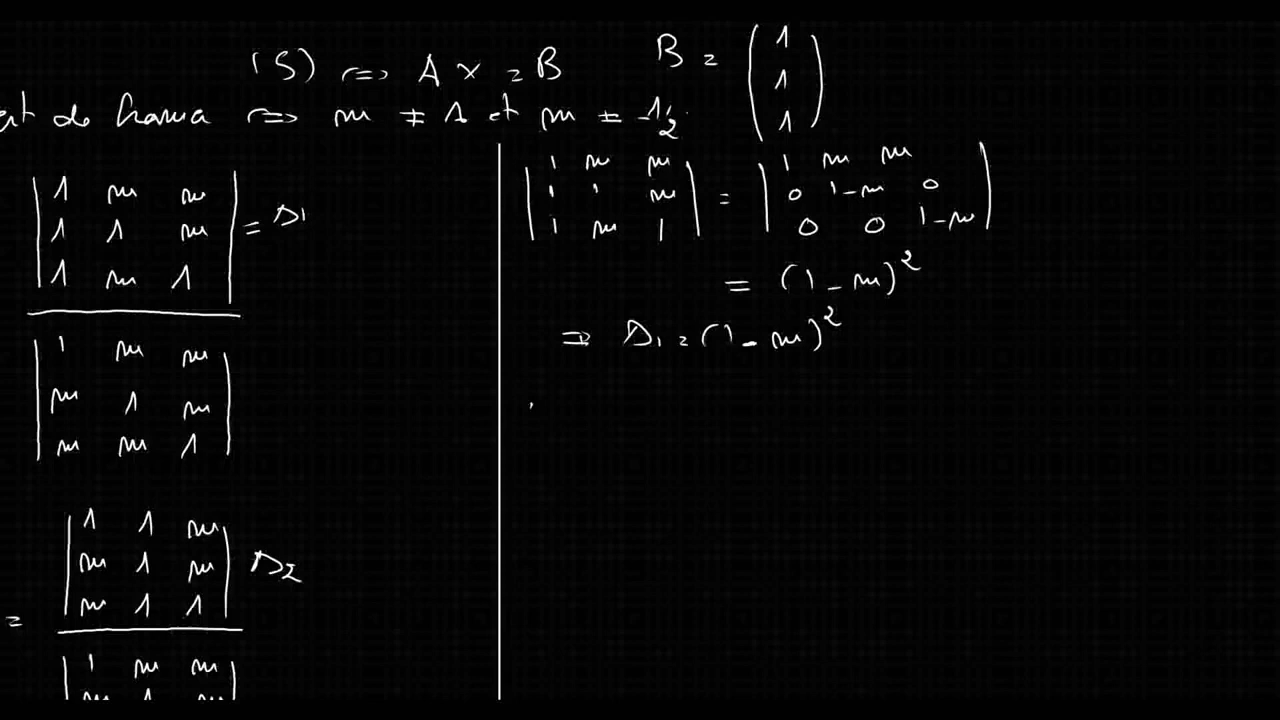 (S) ⟺ A X = B B = ( 1 1 1 )
de ⟺ m ≠ 1 et m ≠ -1/2
| 1 m m |
| 1 1 m | = D1
| 1 m 1 |
| 1 m m |
| m 1 m |
| m m 1 |
| 1 1 m |
| m 1 m | D2
= | m 1 1 |
| 1 m m |
| m 1 m |
| 1 m m | | 1 m m |
| 1 1 m | = | 0 1-m 0 |
| 1 m 1 | | 0 0 1-m |
= (1 - m)²
⇒ D1 = (1 - m)²